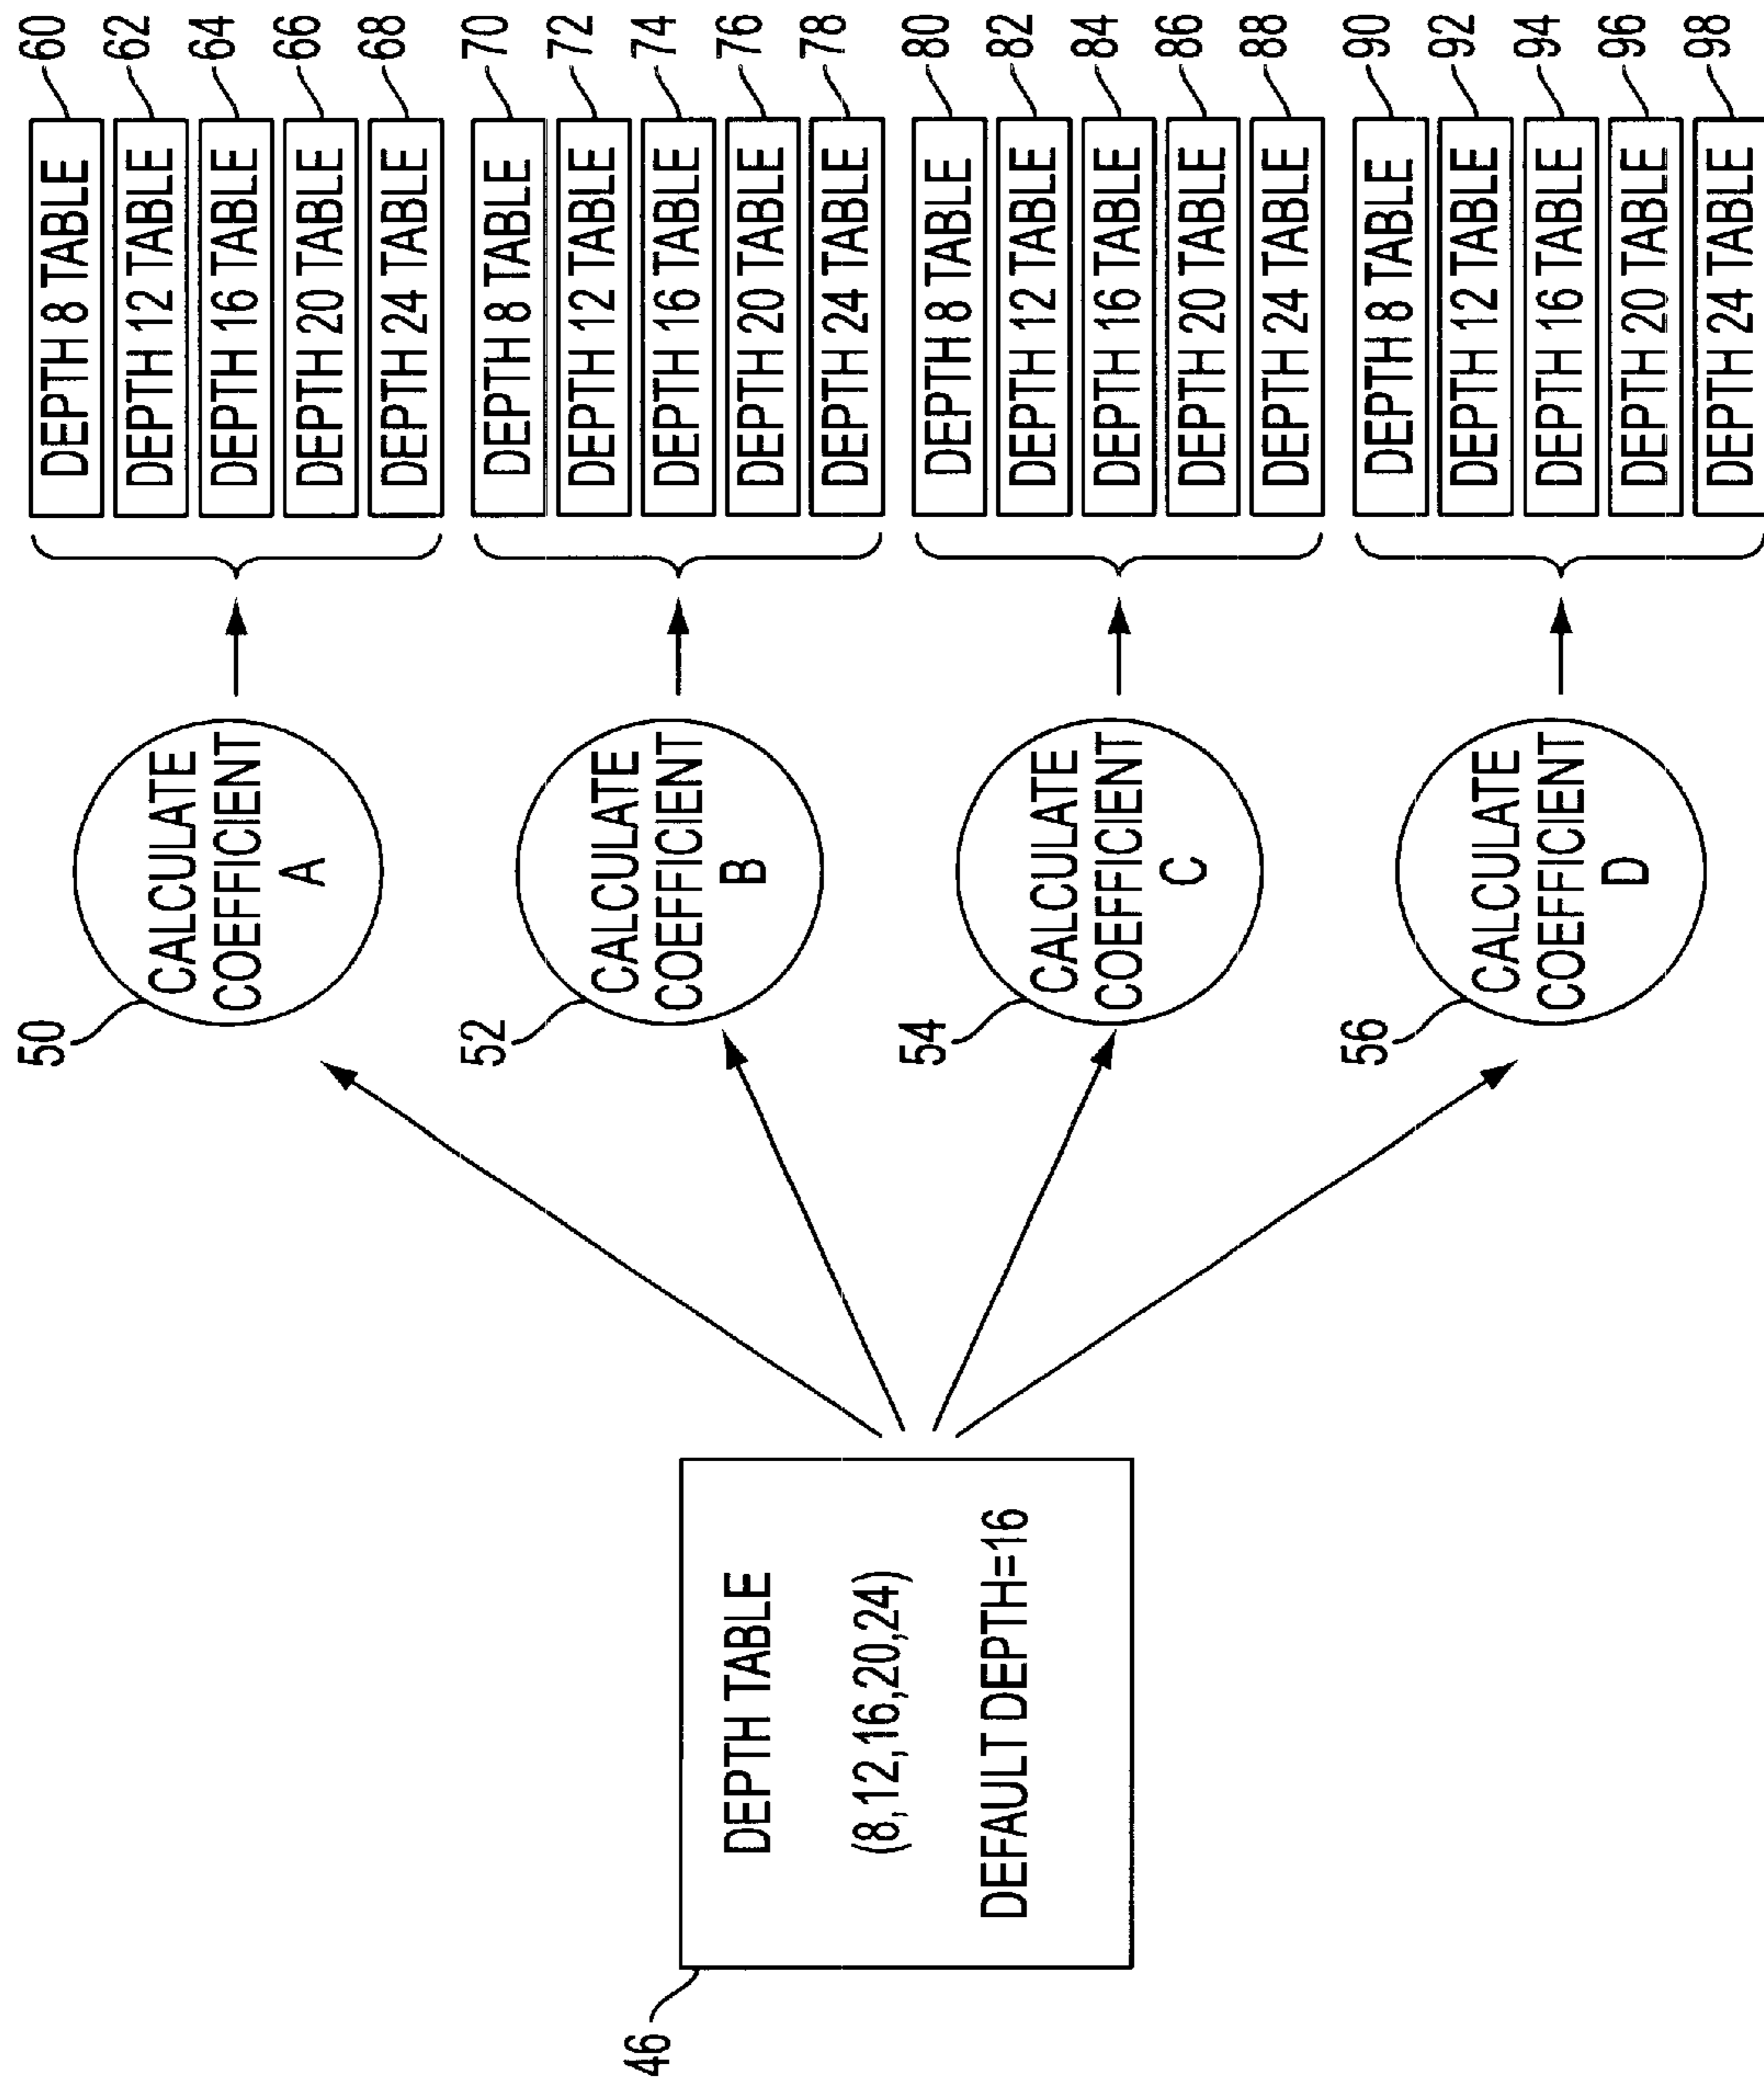 46
DEPTH TABLE
(8,12,16,20,24)
DEFAULT DEPTH=16
50
CALCULATE
COEFFICIENT
A
52
CALCULATE
COEFFICIENT
B
54
CALCULATE
COEFFICIENT
C
56
CALCULATE
COEFFICIENT
D
DEPTH 8 TABLE 60
DEPTH 12 TABLE 62
DEPTH 16 TABLE 64
DEPTH 20 TABLE 66
DEPTH 24 TABLE 68
DEPTH 8 TABLE 70
DEPTH 12 TABLE 72
DEPTH 16 TABLE 74
DEPTH 20 TABLE 76
DEPTH 24 TABLE 78
DEPTH 8 TABLE 80
DEPTH 12 TABLE 82
DEPTH 16 TABLE 84
DEPTH 20 TABLE 86
DEPTH 24 TABLE 88
DEPTH 8 TABLE 90
DEPTH 12 TABLE 92
DEPTH 16 TABLE 94
DEPTH 20 TABLE 96
DEPTH 24 TABLE 98